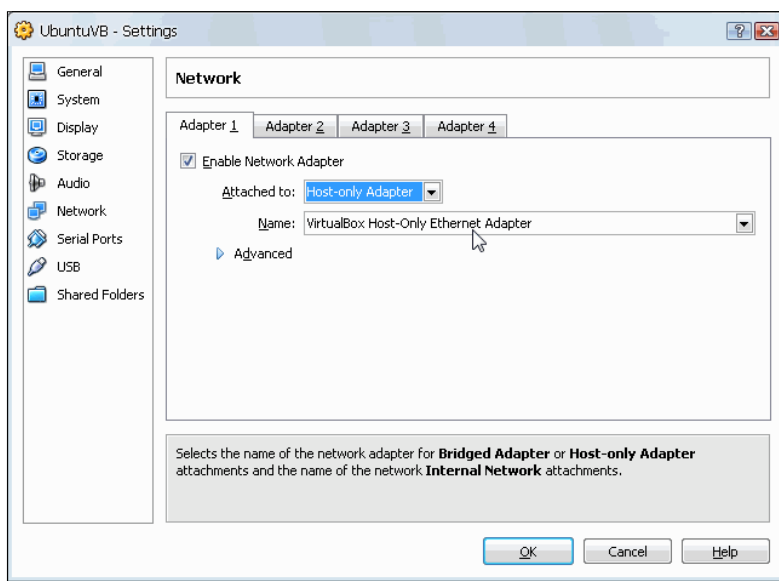 UbuntuVB - Settings
General
System
Display
Storage
Audio
Network
Serial Ports
USB
Shared Folders
Network
Adapter 1 Adapter 2 Adapter 3 Adapter 4
Enable Network Adapter
Attached to: Host-only Adapter
Name: VirtualBox Host-Only Ethernet Adapter
Advanced
Selects the name of the network adapter for Bridged Adapter or Host-only Adapter
attachments and the name of the network Internal Network attachments.
OK Cancel Help